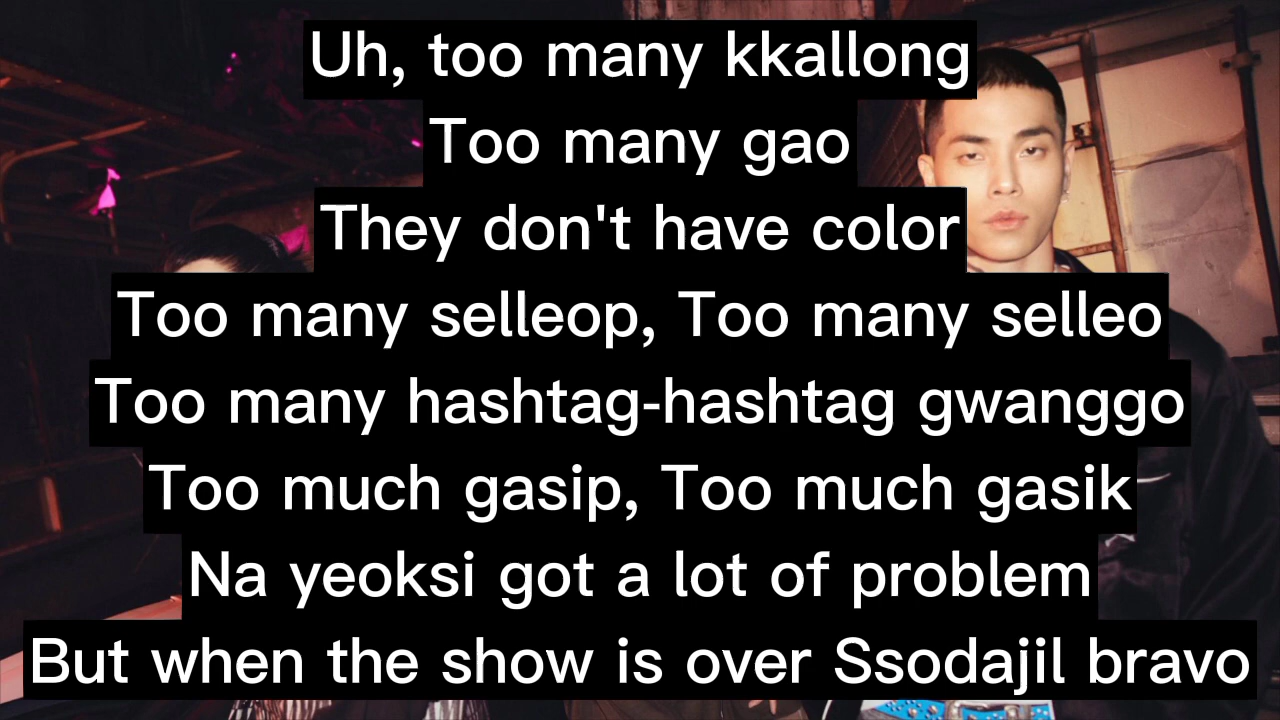 Uh, too many kkallong
Too many gao
They don't have color
Too many selleop, Too many selleo
Too many hashtag-hashtag gwanggo
Too much gasip, Too much gasik
Na yeoksi got a lot of problem
But when the show is over Ssodajil bravo